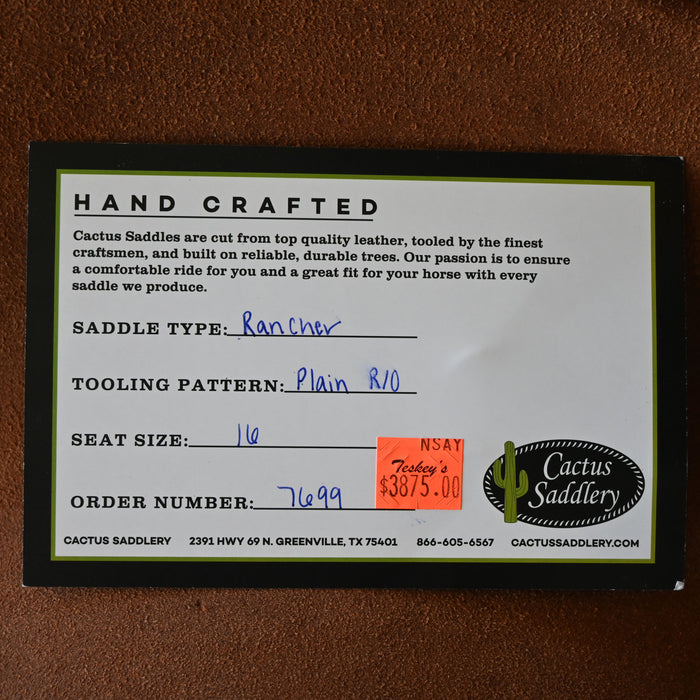 HAND CRAFTED
Cactus Saddles are cut from top quality leather, tooled by the finest
craftsmen, and built on reliable, durable trees. Our passion is to ensure
a comfortable ride for you and a great fit for your horse with every
saddle we produce.
SADDLE TYPE: Rancher
TOOLING PATTERN: Plain R/O
SEAT SIZE: 16
NSAY
Teskey's
$3875.00
Cactus
Saddlery
ORDER NUMBER: 7699
CACTUS SADDLERY 2391 HWY 69 N. GREENVILLE, TX 75401 866-605-6567 CACTUSSADDLERY.COM